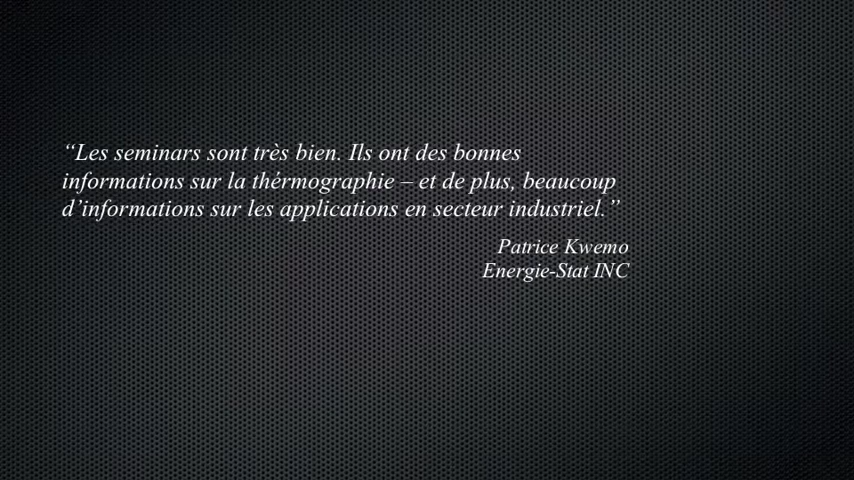 “Les seminars sont très bien. Ils ont des bonnes
informations sur la thérmographie – et de plus, beaucoup
d’informations sur les applications en secteur industriel.”
Patrice Kwemo
Energie-Stat INC